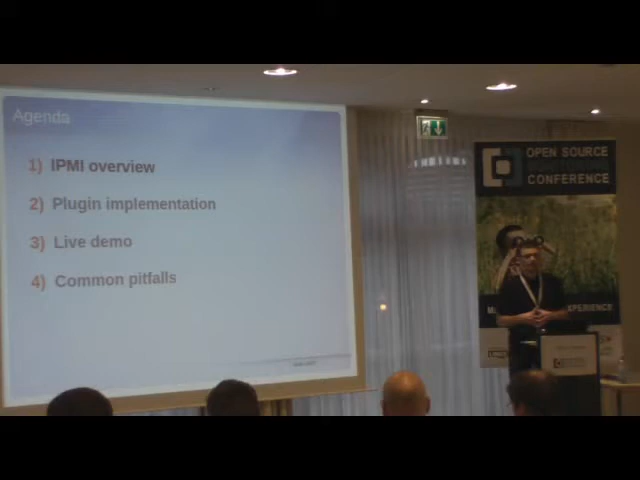 Agenda
1) IPMI overview
2) Plugin implementation
3) Live demo
4) Common pitfalls
OPEN SOURCE
CONFERENCE